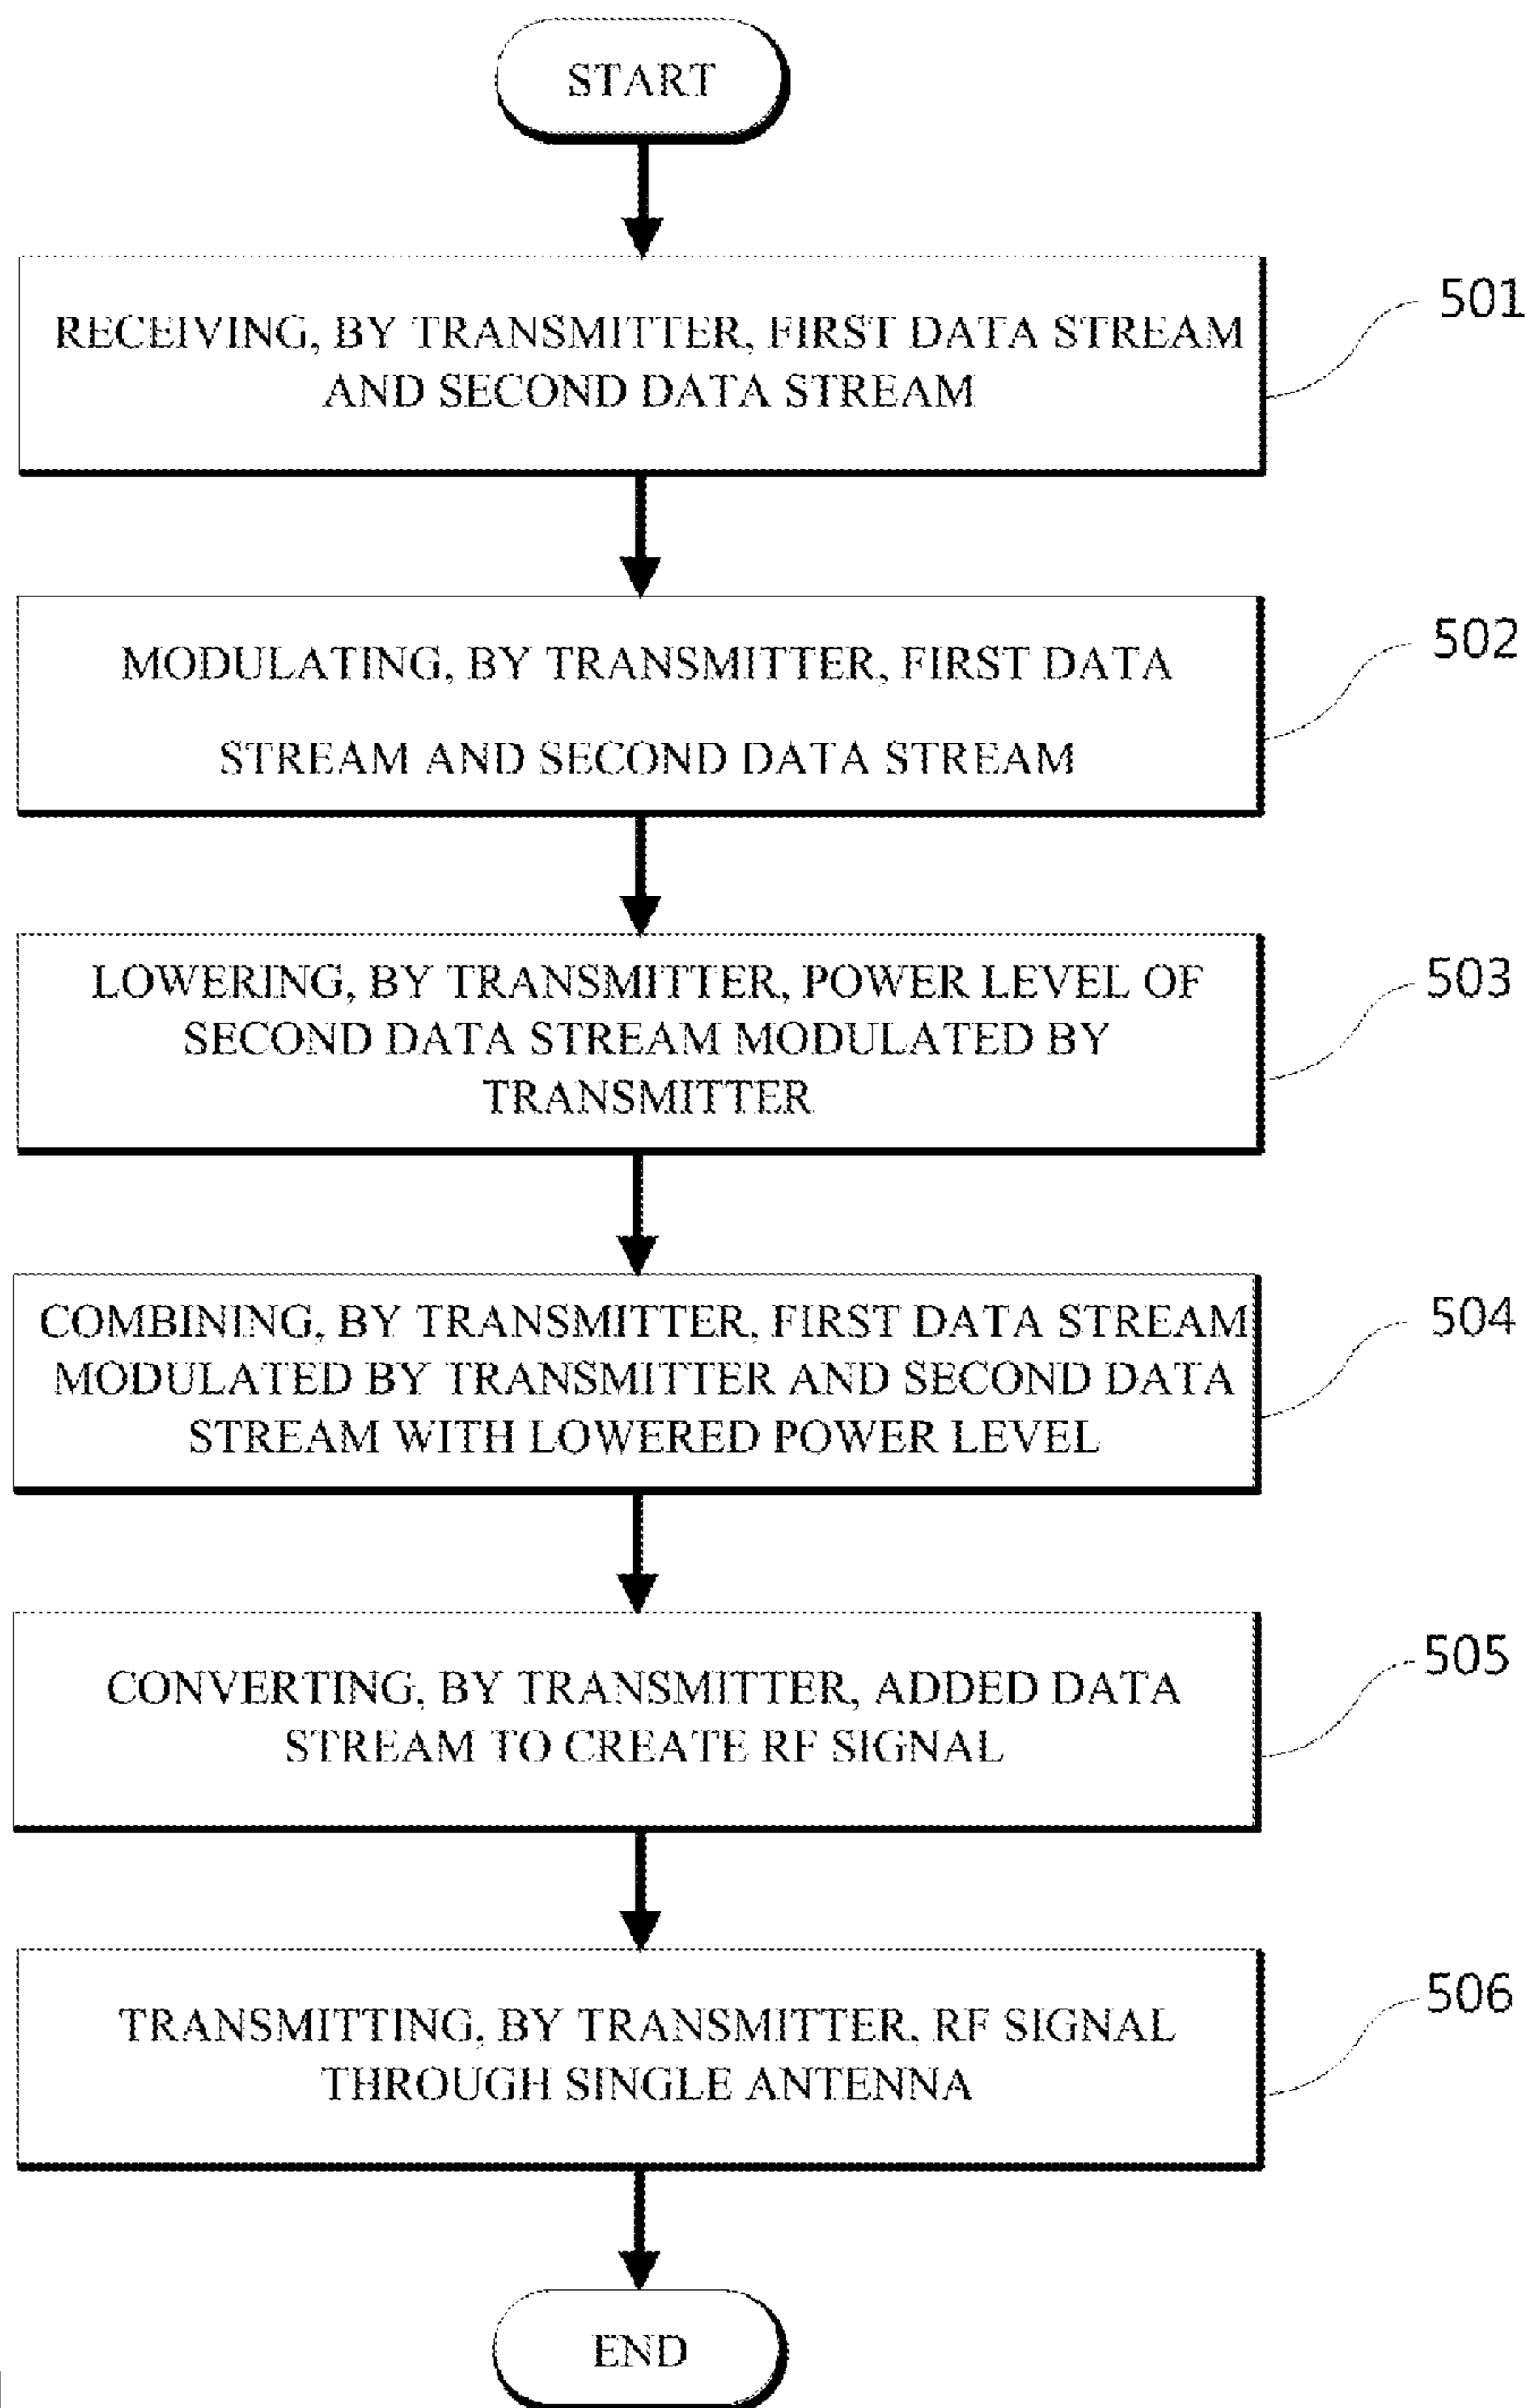 START
RECEIVING, BY TRANSMITTER, FIRST DATA STREAM
AND SECOND DATA STREAM
501
MODULATING, BY TRANSMITTER, FIRST DATA
STREAM AND SECOND DATA STREAM
502
LOWERING, BY TRANSMITTER, POWER LEVEL OF
SECOND DATA STREAM MODULATED BY
TRANSMITTER
503
COMBINING, BY TRANSMITTER, FIRST DATA STREAM
MODULATED BY TRANSMITTER AND SECOND DATA
STREAM WITH LOWERED POWER LEVEL
504
CONVERTING, BY TRANSMITTER, ADDED DATA
STREAM TO CREATE RF SIGNAL
505
TRANSMITTING, BY TRANSMITTER, RF SIGNAL
THROUGH SINGLE ANTENNA
506
END